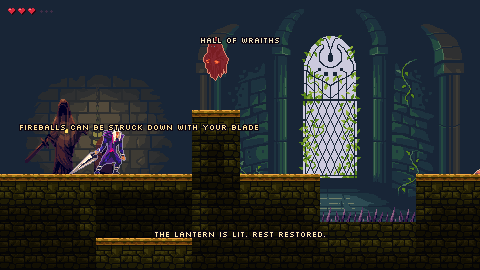 HALL OF WRAITHS
FIREBALLS CAN BE STRUCK DOWN WITH YOUR BLADE
THE LANTERN IS LIT. REST RESTORED.